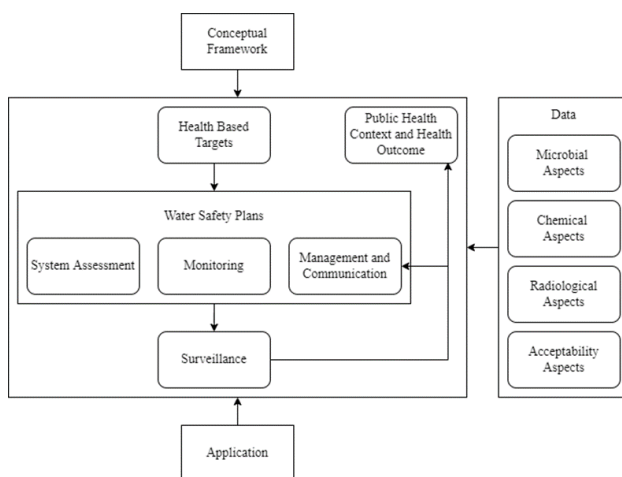 Conceptual
Framework
Health Based
Targets
Public Health
Context and Health
Outcome
Water Safety Plans
System Assessment
Monitoring
Management and
Communication
Surveillance
Data
Microbial
Aspects
Chemical
Aspects
Radiological
Aspects
Acceptability
Aspects
Application